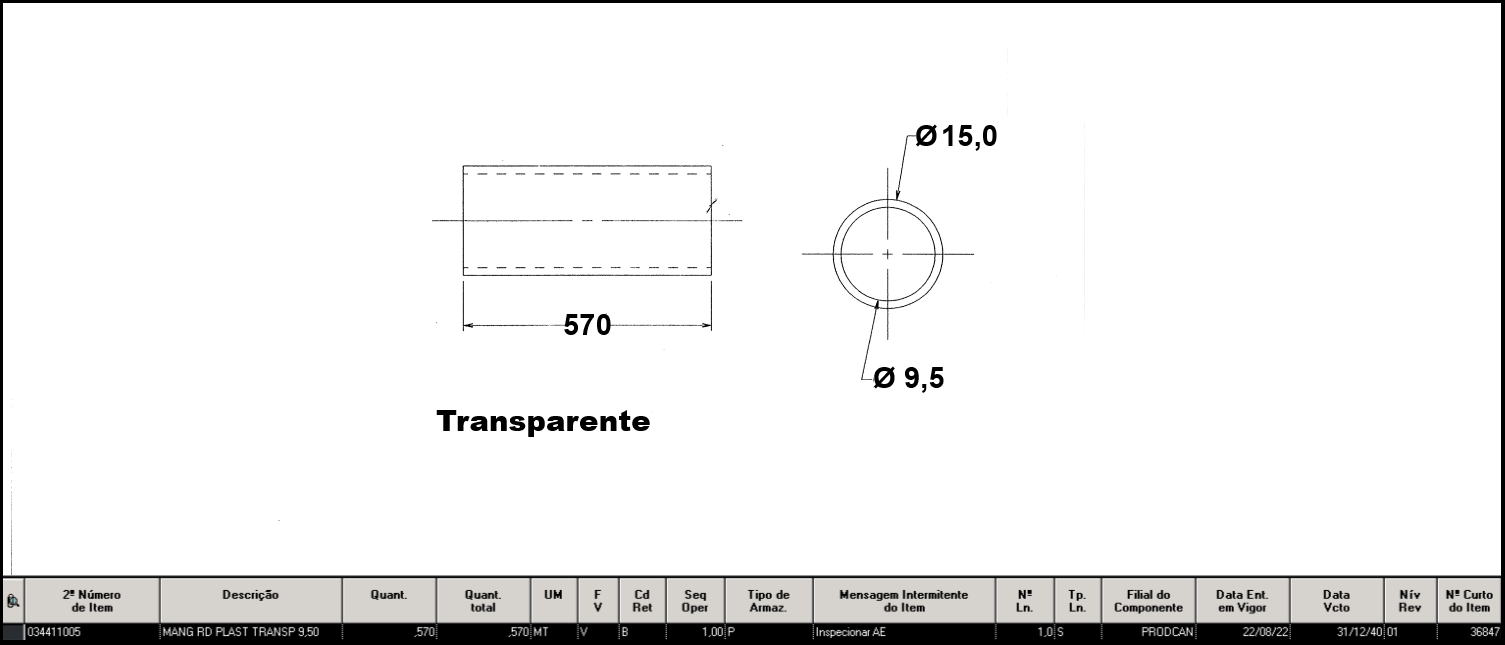 Ø 15,0
570
Ø 9,5
Transparente
2º Número de Item Descrição Quant. Quant. total UM F V Cd Ret Seq Oper Tipo de Armaz. Mensagem Intermitente do Item Nº Ln. Tp. Ln. Filial do Componente Data Ent. em Vigor Data Vcto Nív Rev Nº Curto do Item
034411005 MANG RD PLAST TRANSP 9,50 ,570 ,570 MT V B 1,00 P Inspecionar AE 1,0 S PRODCAN 22/08/22 31/12/40 01 36847